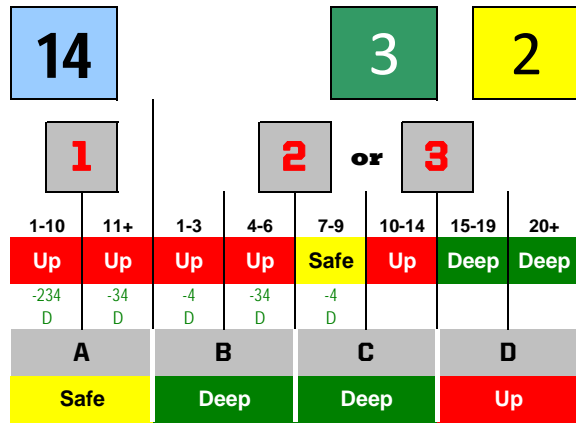 14 3 2
1 2 or 3
1-10 11+ 1-3 4-6 7-9 10-14 15-19 20+
Up Up Up Up Safe Up Deep Deep
-234 -34 -4 -34 -4
D D D D D
A B C D
Safe Deep Deep Up